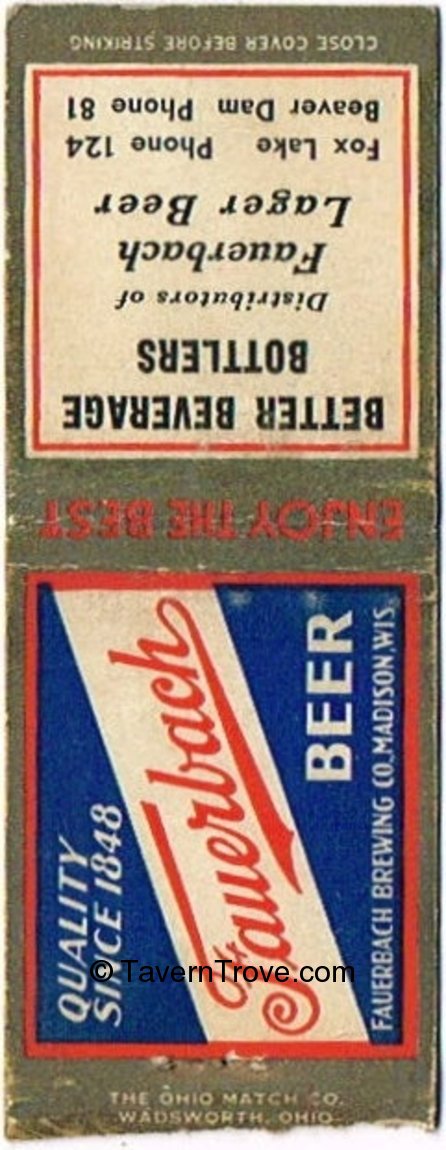 CLOSE COVER BEFORE STRIKING
BETTER BEVERAGE
BOTTLERS
Distributors of
Fauerbach
Lager Beer
Fox Lake Phone 124
Beaver Dam Phone 81
ENJOY THE BEST
QUALITY
SINCE 1848
Fauerbach
BEER
FAUERBACH BREWING CO. MADISON, WIS.
© TavernTrove.com
THE OHIO MATCH CO.
WADSWORTH, OHIO